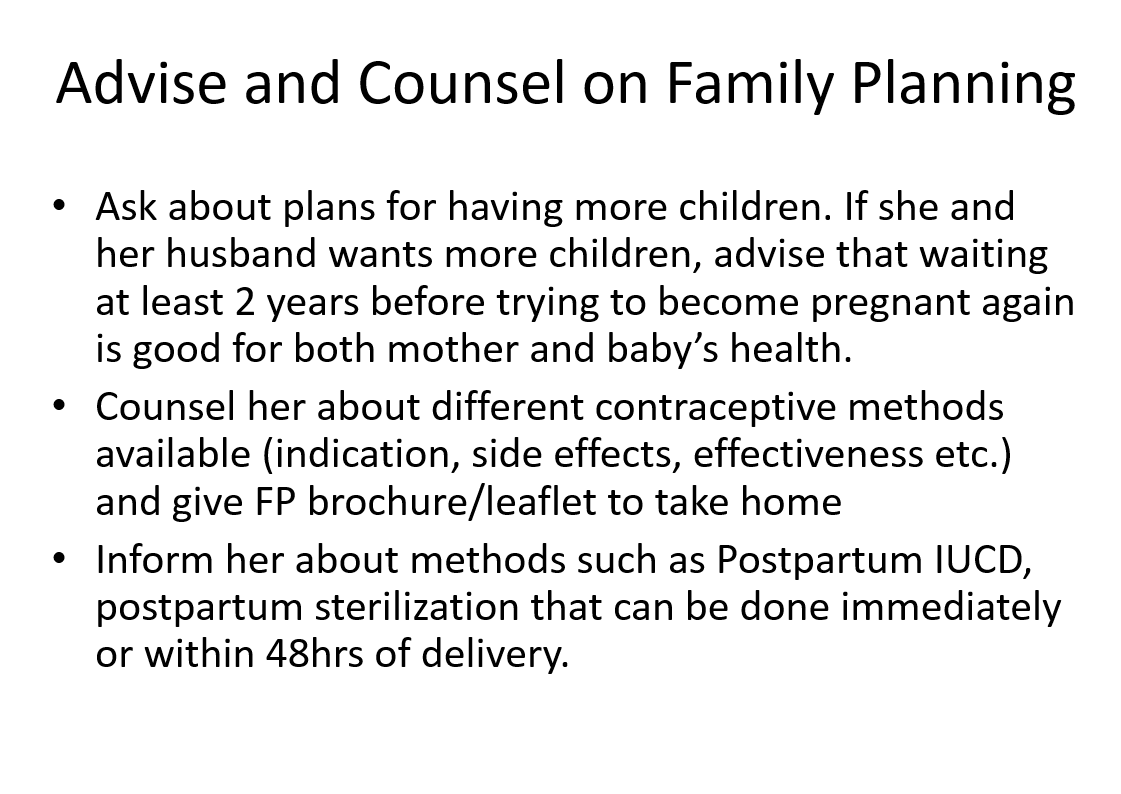 Advise and Counsel on Family Planning
• Ask about plans for having more children. If she and
her husband wants more children, advise that waiting
at least 2 years before trying to become pregnant again
is good for both mother and baby’s health.
• Counsel her about different contraceptive methods
available (indication, side effects, effectiveness etc.)
and give FP brochure/leaflet to take home
• Inform her about methods such as Postpartum IUCD,
postpartum sterilization that can be done immediately
or within 48hrs of delivery.